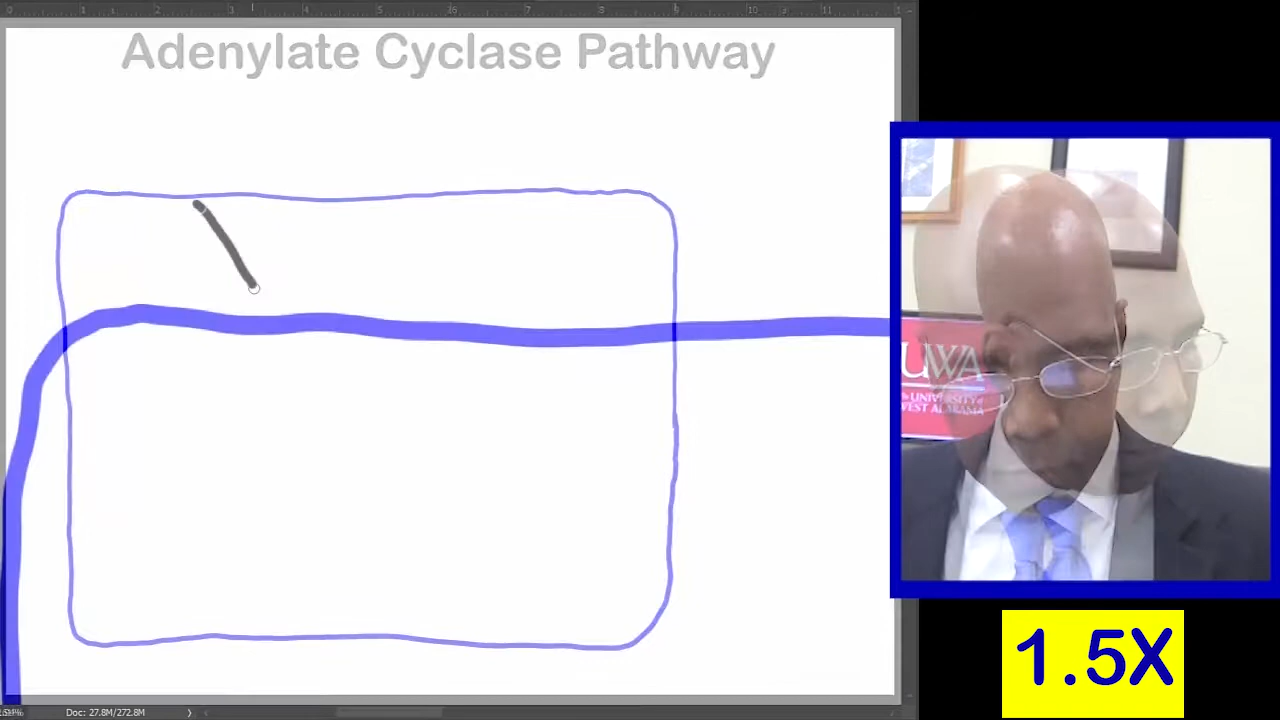 Adenylate Cyclase Pathway
UWA
UNIVERSITY of
WEST ALABAMA
1.5X
Doc: 27.8M/272.8M